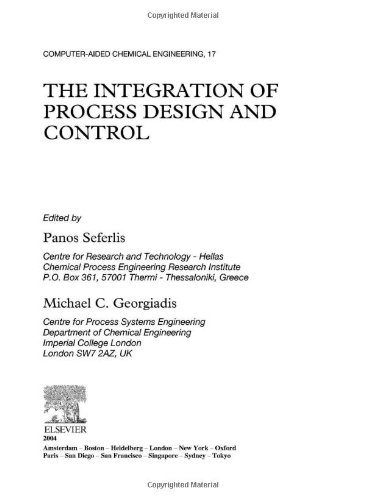 Copyrighted Material
COMPUTER-AIDED CHEMICAL ENGINEERING, 17
THE INTEGRATION OF
PROCESS DESIGN AND
CONTROL
Edited by
Panos Seferlis
Centre for Research and Technology - Hellas
Chemical Process Engineering Research Institute
P.O. Box 361, 57001 Thermi - Thessaloniki, Greece
Michael C. Georgiadis
Centre for Process Systems Engineering
Department of Chemical Engineering
Imperial College London
London SW7 2AZ, UK
ELSEVIER
2004
Amsterdam – Boston – Heidelberg – London – New York – Oxford
Paris – San Diego – San Francisco – Singapore – Sydney – Tokyo
Copyrighted Material